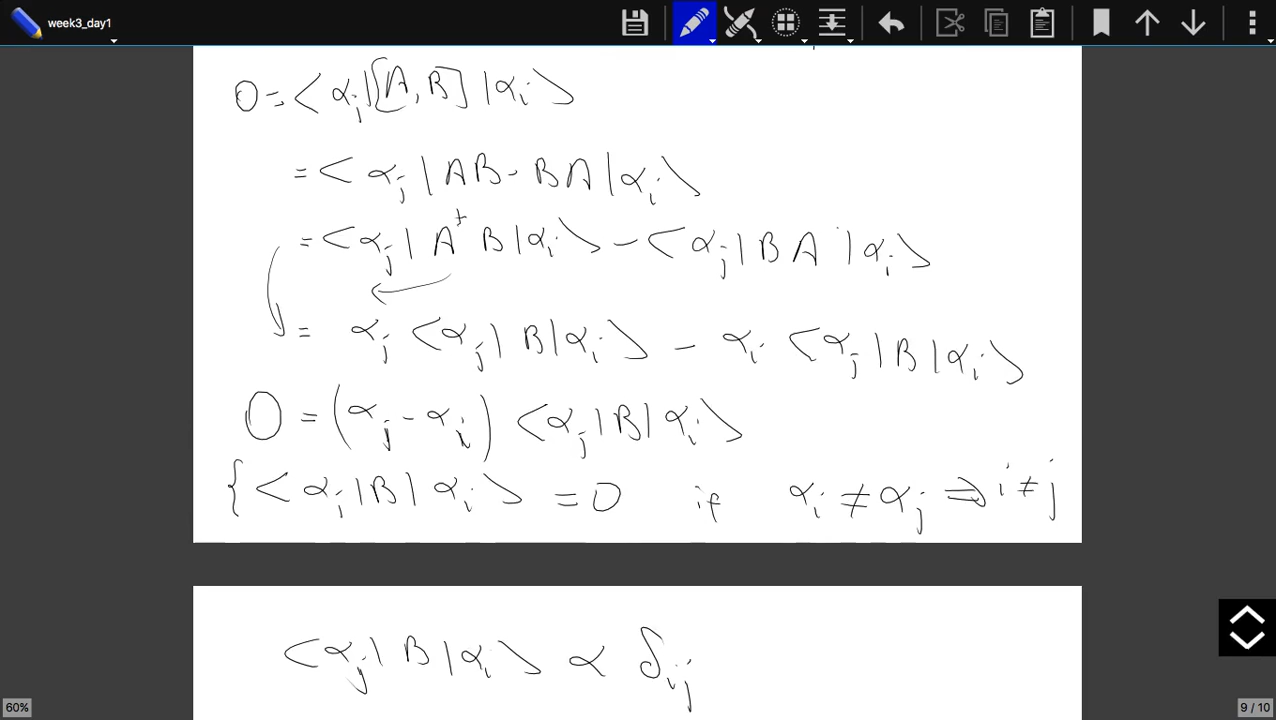 week3_day1
0 = <α_j|[A, B]|α_i>
= <α_j|AB - BA|α_i>
= <α_j|A^† B|α_i> - <α_j|BA|α_i>
= α_j <α_j|B|α_i> - α_i <α_j|B|α_i>
0 = (α_j - α_i) <α_j|B|α_i>
{<α_j|B|α_i> = 0 if α_i ≠ α_j ⇒ i ≠ j
<α_j|B|α_i> ∝ δ_ij
60%
9 / 10